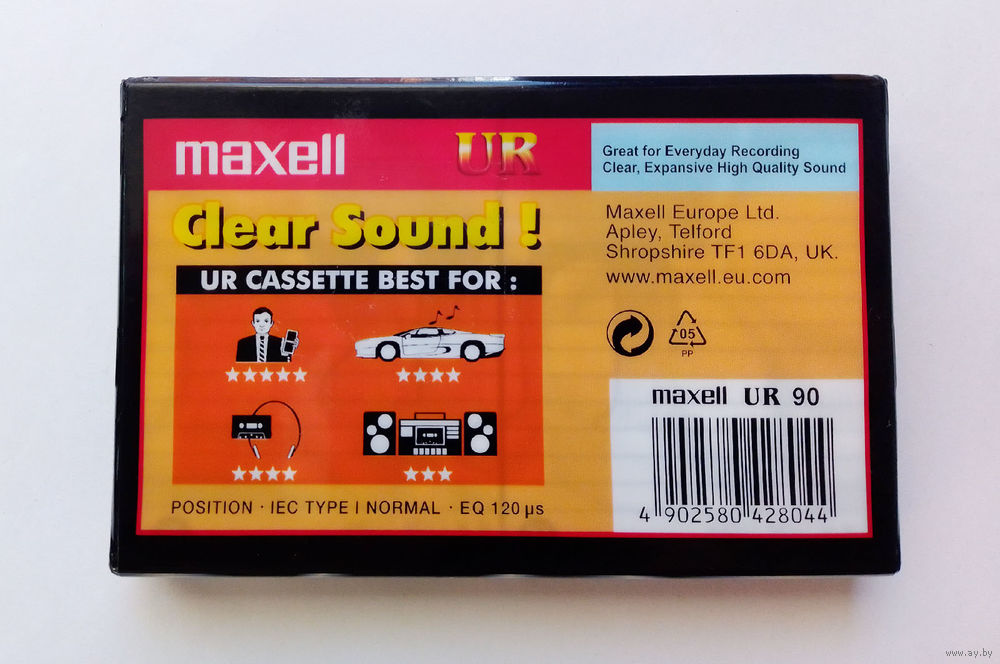 maxell
UR
Great for Everyday Recording
Clear, Expansive High Quality Sound
Clear Sound !
UR CASSETTE BEST FOR :
POSITION · IEC TYPE I NORMAL · EQ 120 µs
Maxell Europe Ltd.
Apley, Telford
Shropshire TF1 6DA, UK.
www.maxell.eu.com
05
PP
maxell UR 90
4 902580 428044
www.ay.by